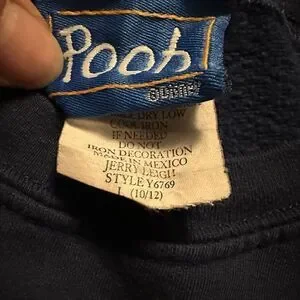 Pooh
©Disney
DRY LOW
COOL IRON
IF NEEDED
DO NOT
IRON DECORATION
MADE IN MEXICO
JERRY LEIGH
STYLE Y6769
L (10/12)